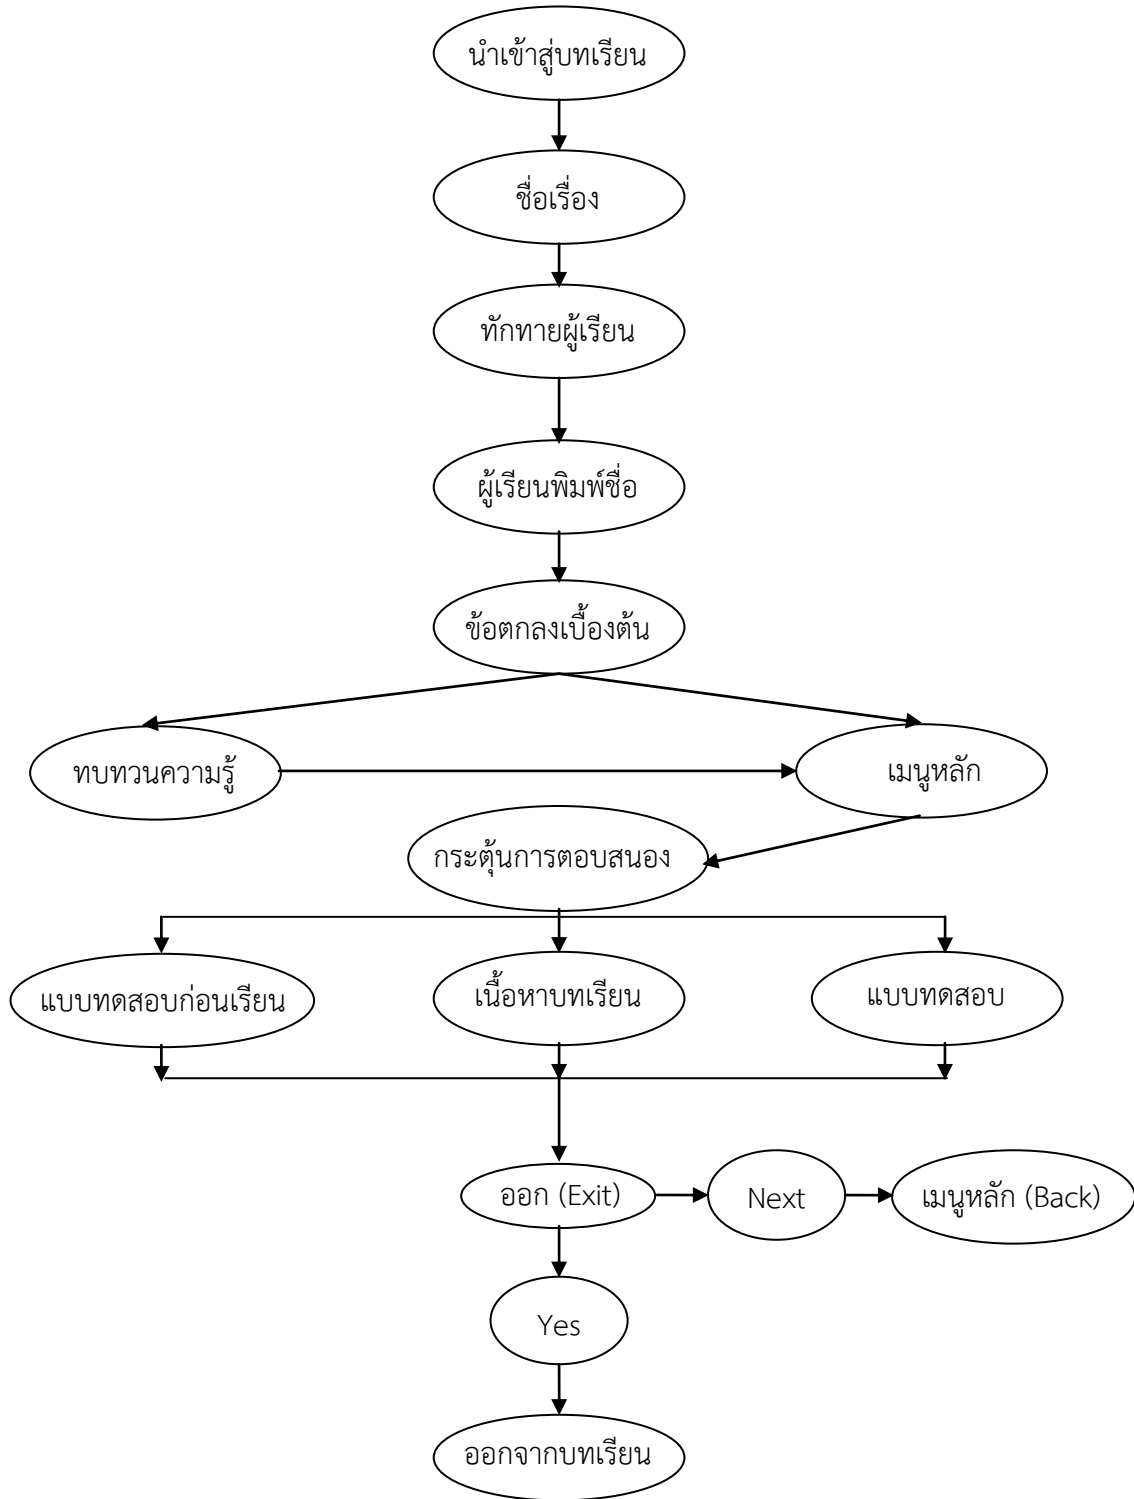 นำเข้าสู่บทเรียน
ชื่อเรื่อง
ทักทายผู้เรียน
ผู้เรียนพิมพ์ชื่อ
ข้อตกลงเบื้องต้น
ทบทวนความรู้
เมนูหลัก
กระตุ้นการตอบสนอง
แบบทดสอบก่อนเรียน
เนื้อหาบทเรียน
แบบทดสอบ
ออก (Exit)
Next
เมนูหลัก (Back)
Yes
ออกจากบทเรียน